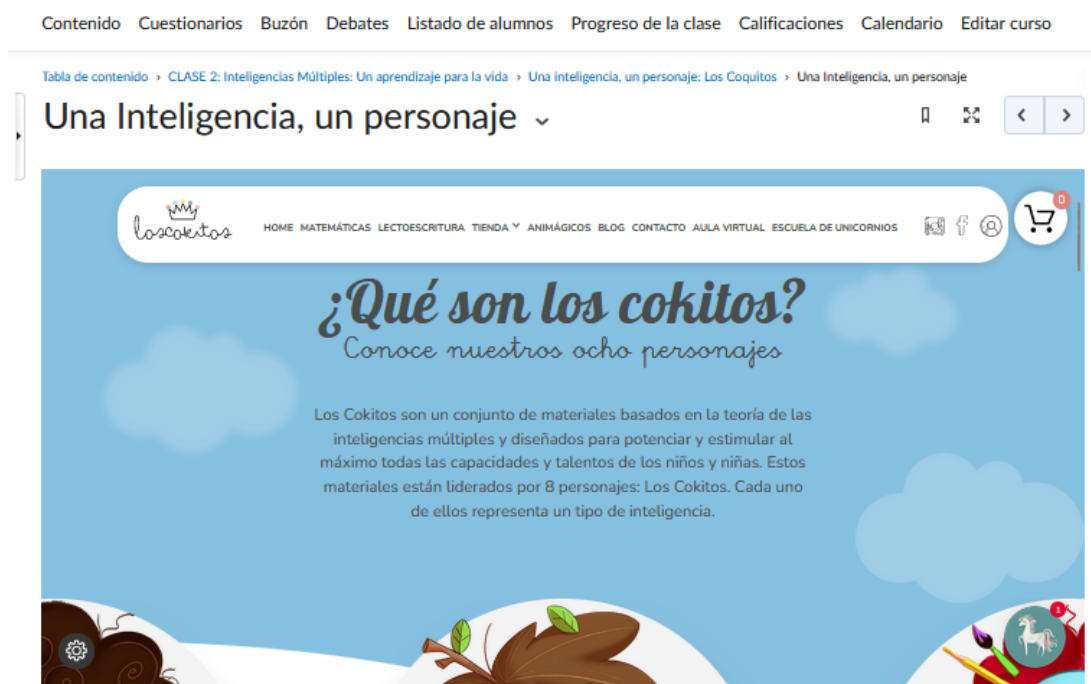 Contenido Cuestionarios Buzón Debates Listado de alumnos Progreso de la clase Calificaciones Calendario Editar curso
Tabla de contenido › CLASE 2: Inteligencias Múltiples: Un aprendizaje para la vida › Una inteligencia, un personaje: Los Coquitos › Una Inteligencia, un personaje
Una Inteligencia, un personaje
loscokitos
HOME MATEMÁTICAS LECTOESCRITURA TIENDA ANIMÁGICOS BLOG CONTACTO AULA VIRTUAL ESCUELA DE UNICORNIOS
0
¿Qué son los cokitos?
Conoce nuestros ocho personajes
Los Cokitos son un conjunto de materiales basados en la teoría de las
inteligencias múltiples y diseñados para potenciar y estimular al
máximo todas las capacidades y talentos de los niños y niñas. Estos
materiales están liderados por 8 personajes: Los Cokitos. Cada uno
de ellos representa un tipo de inteligencia.
1